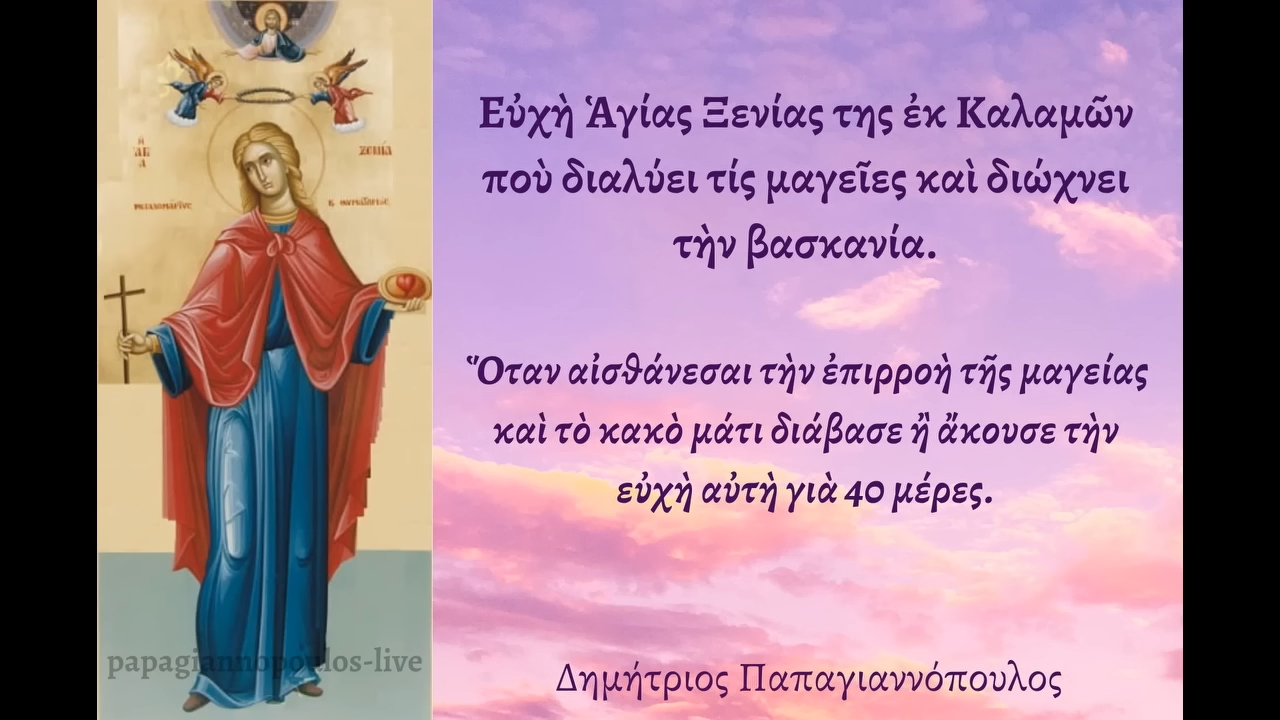 ἡ
ἉΓΙ
Α
ΞΕΝΙΑ
ΜΕΓΑΛΟΜΑΡΤΥΣ
Εὐχὴ Ἁγίας Ξενίας της ἐκ Καλαμῶν
ποὺ διαλύει τίς μαγεῖες καὶ διώχνει
τὴν βασκανία.
Ὅταν αἰσθάνεσαι τὴν ἐπιρροὴ τῆς μαγείας
καὶ τὸ κακὸ μάτι διάβασε ἢ ἄκουσε τὴν
εὐχὴ αὐτὴ γιὰ 40 μέρες.
papagiannopoulos-live
Δημήτριος Παπαγιαννόπουλος